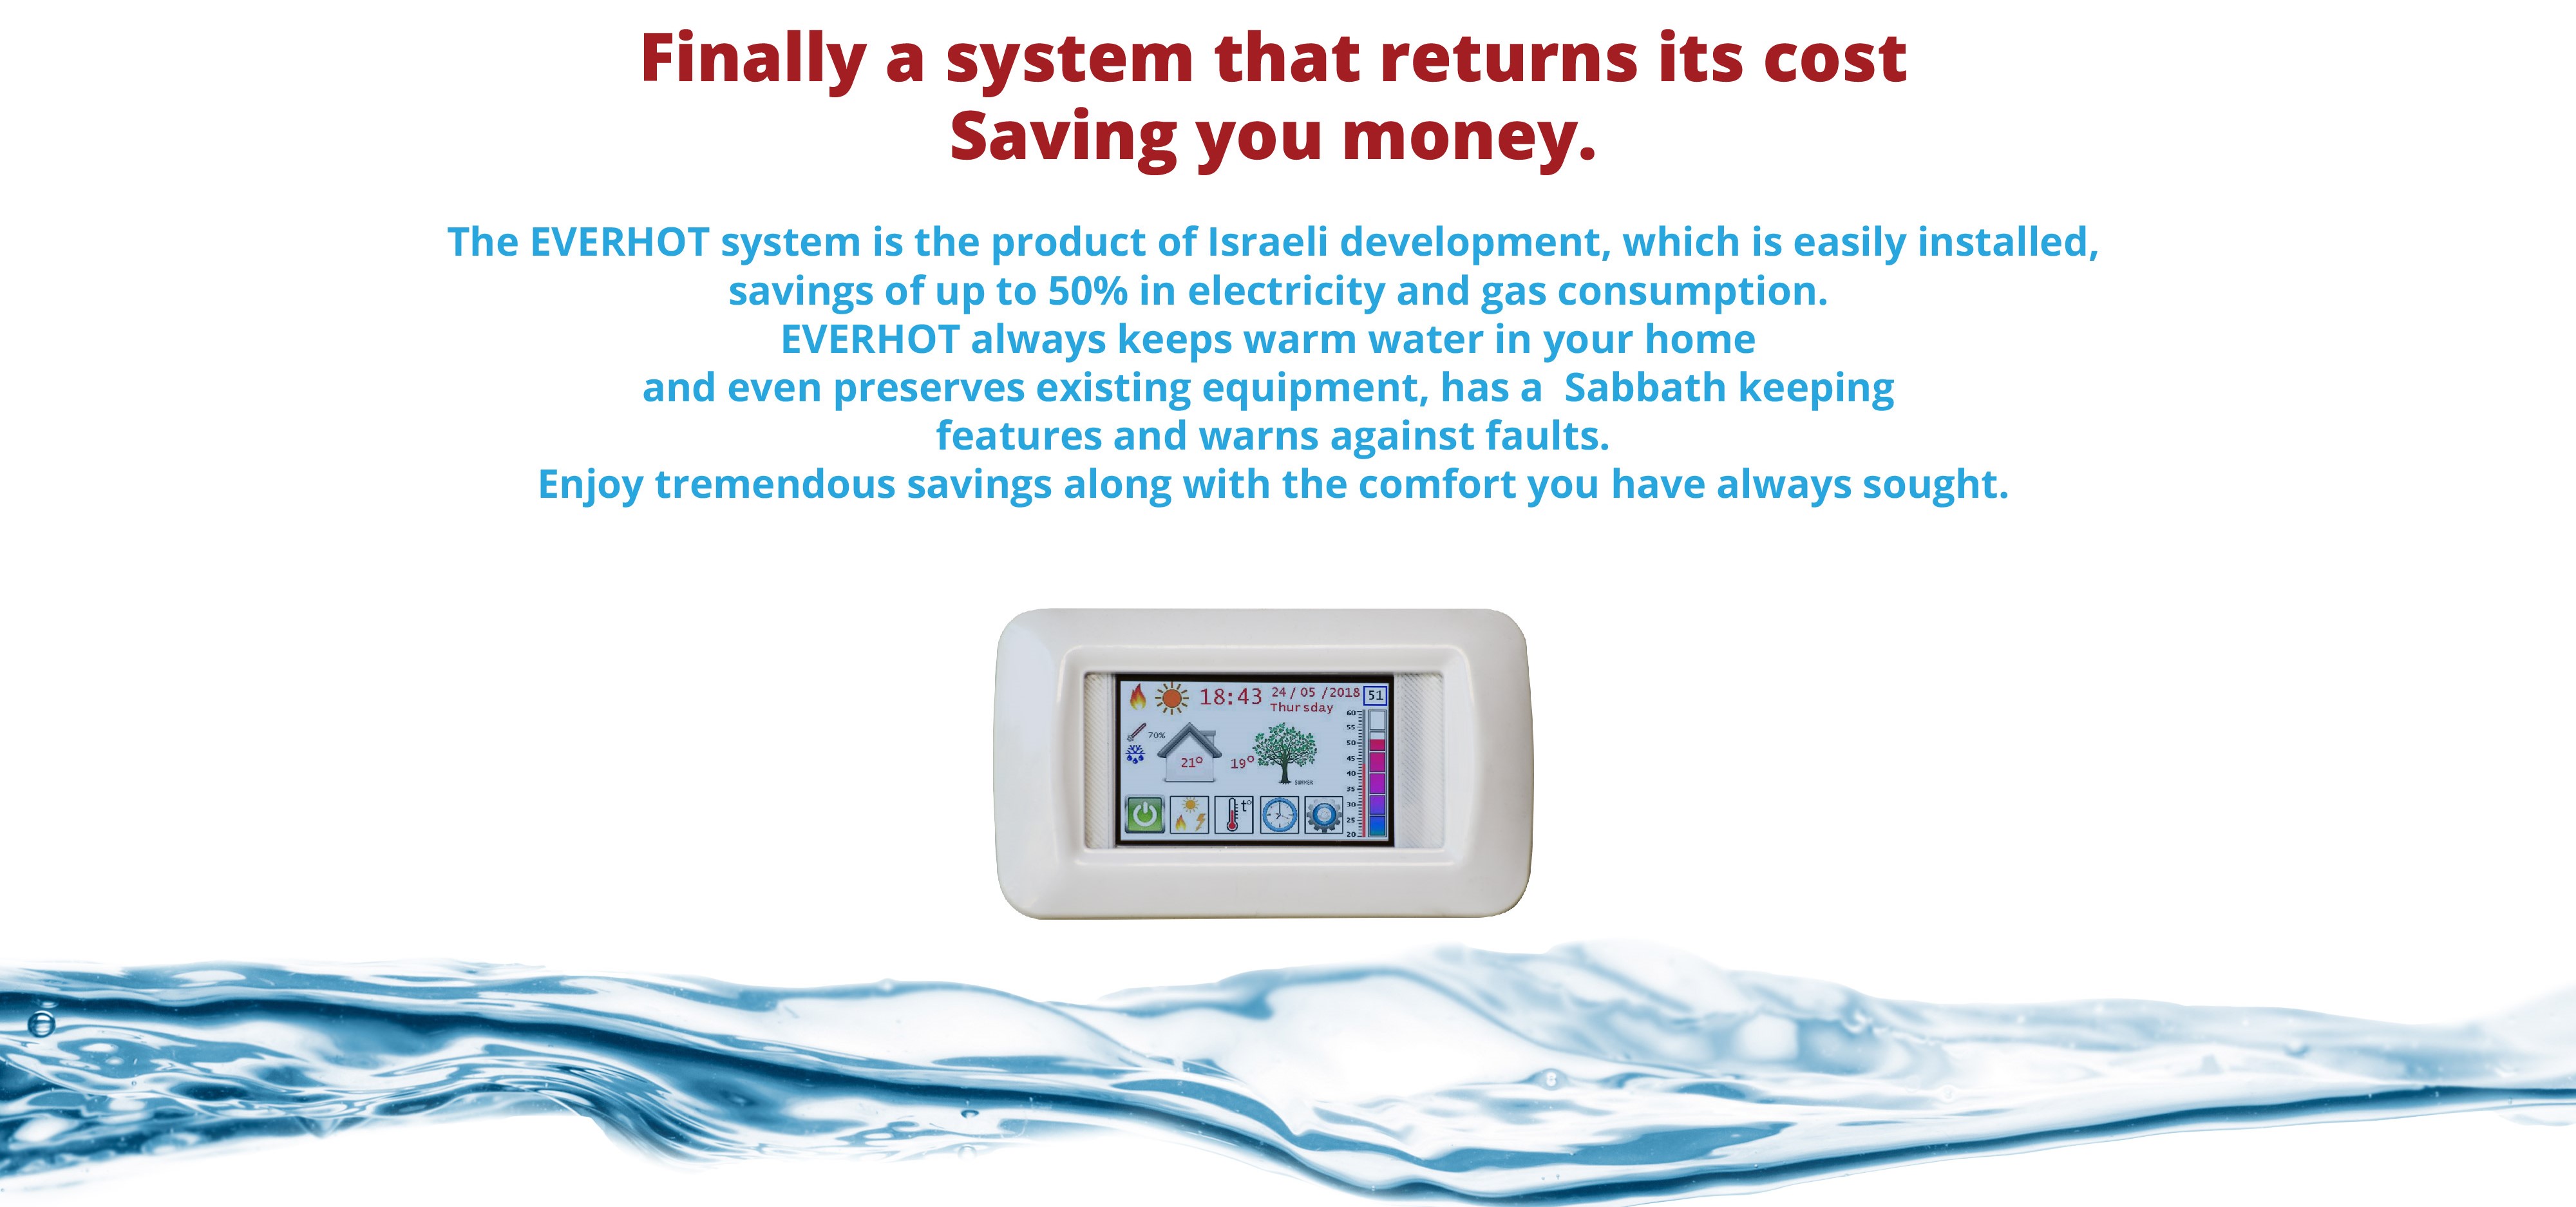 Finally a system that returns its cost
Saving you money.
The EVERHOT system is the product of Israeli development, which is easily installed,
savings of up to 50% in electricity and gas consumption.
EVERHOT always keeps warm water in your home
and even preserves existing equipment, has a  Sabbath keeping
features and warns against faults.
Enjoy tremendous savings along with the comfort you have always sought.
18:43 24/05/2018 51
Thursday
60
55
70%
50
21° 19°
45
40
SUMMER
35
t°
30
25
20